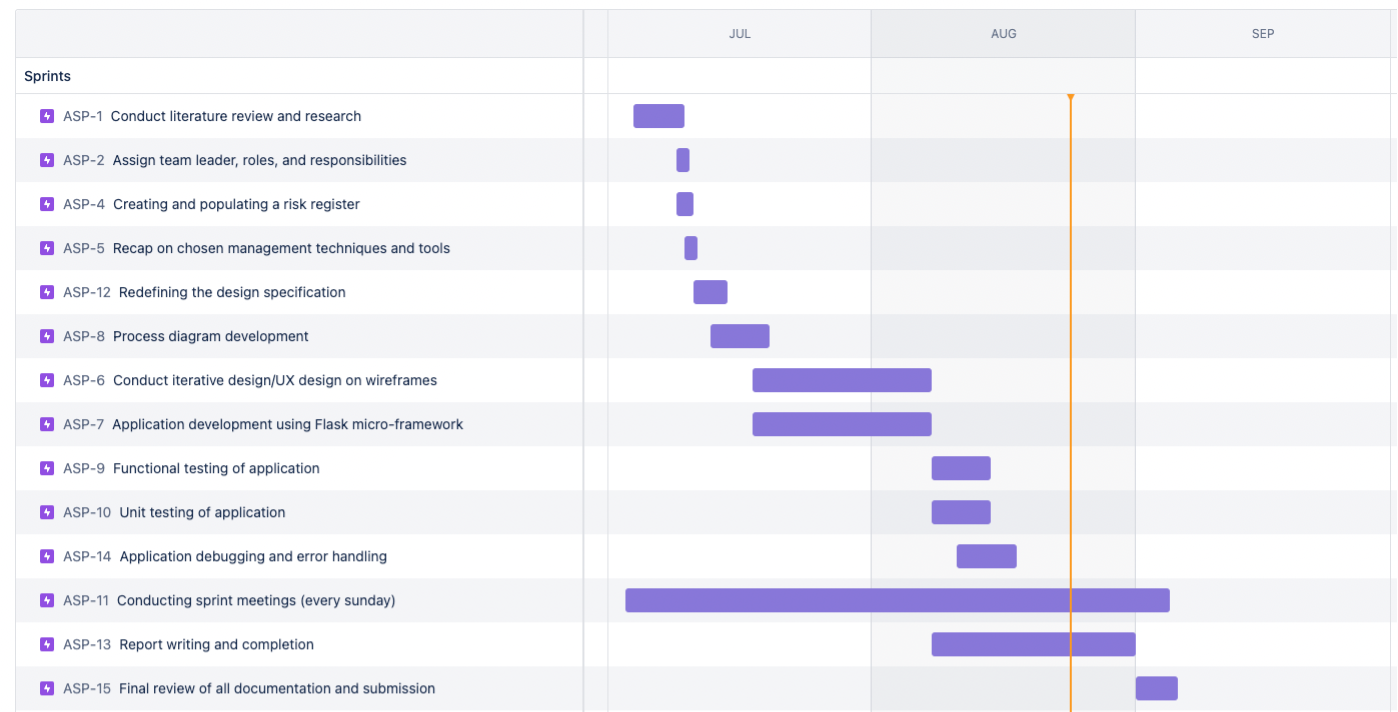 JUL AUG SEP
Sprints
ASP-1 Conduct literature review and research
ASP-2 Assign team leader, roles, and responsibilities
ASP-4 Creating and populating a risk register
ASP-5 Recap on chosen management techniques and tools
ASP-12 Redefining the design specification
ASP-8 Process diagram development
ASP-6 Conduct iterative design/UX design on wireframes
ASP-7 Application development using Flask micro-framework
ASP-9 Functional testing of application
ASP-10 Unit testing of application
ASP-14 Application debugging and error handling
ASP-11 Conducting sprint meetings (every sunday)
ASP-13 Report writing and completion
ASP-15 Final review of all documentation and submission